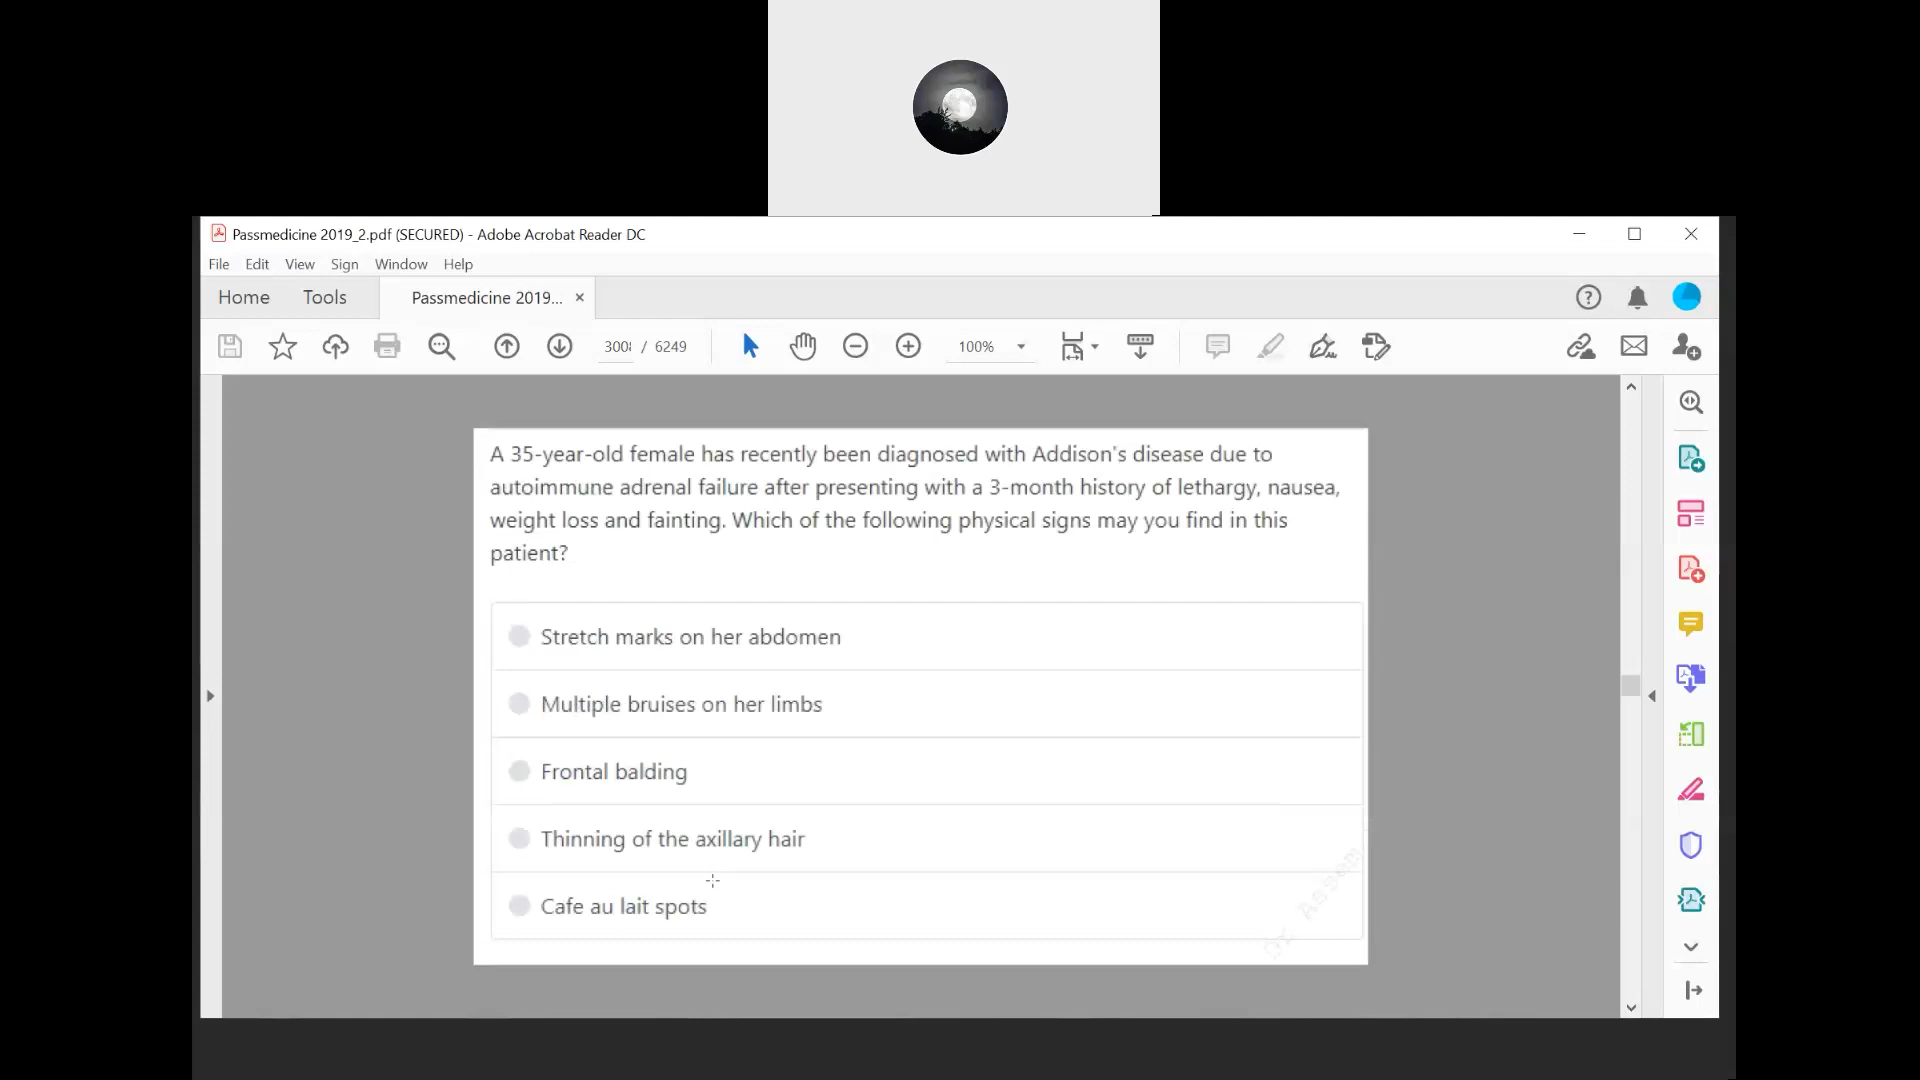 Passmedicine 2019_2.pdf (SECURED) - Adobe Acrobat Reader DC
File Edit View Sign Window Help
Home Tools Passmedicine 2019... ×
/ 6249 100%
A 35-year-old female has recently been diagnosed with Addison's disease due to
autoimmune adrenal failure after presenting with a 3-month history of lethargy, nausea,
weight loss and fainting. Which of the following physical signs may you find in this
patient?
Stretch marks on her abdomen
Multiple bruises on her limbs
Frontal balding
Thinning of the axillary hair
Cafe au lait spots